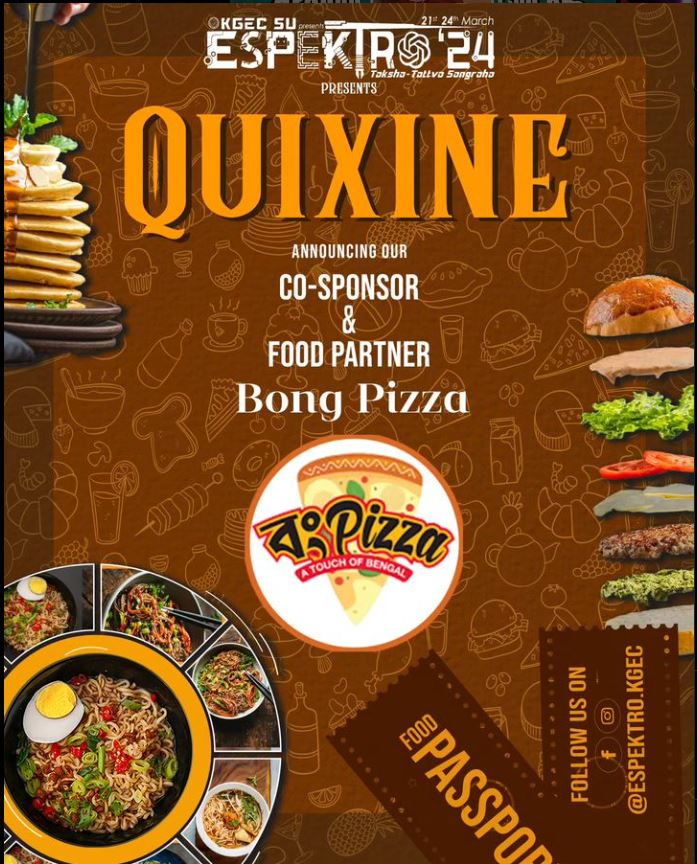 KGEC SU presents
21st 24th March
ESPEKTRO '24
Taksha-Tattva Sangraha
PRESENTS
QUIXINE
ANNOUNCING OUR
CO-SPONSOR
&
FOOD PARTNER
Bong Pizza
বং Pizza
A TOUCH OF BENGAL
FOOD
PASSPOR
FOLLOW US ON
f
@ESPEKTRO.KGEC